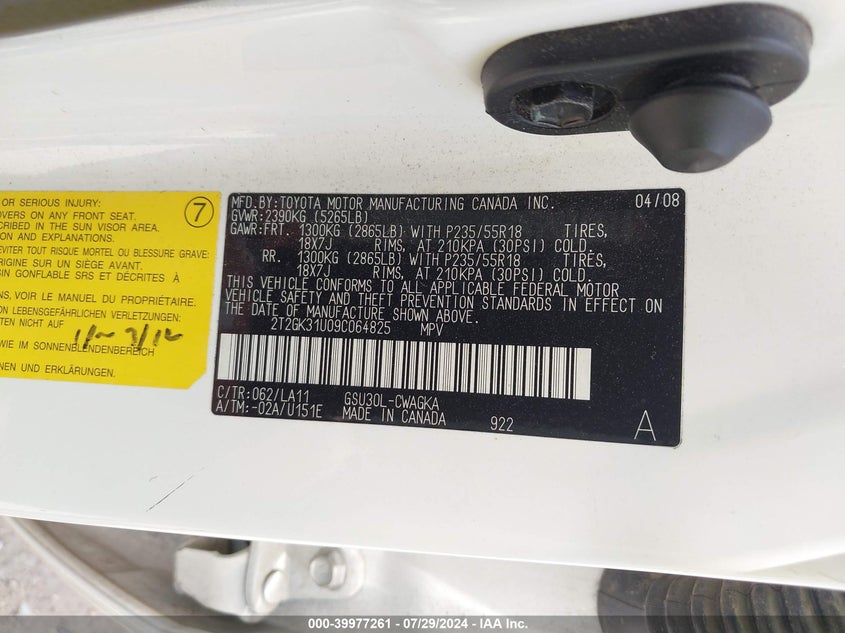 OR SERIOUS INJURY:
OVERS ON ANY FRONT SEAT.
CRIBED IN THE SUN VISOR AREA
ION AND EXPLANATIONS.
7
EVITER TOUT RISQUE MORTEL OU BLESSURE GRAVE:
ORIGINE SUR UN SIÈGE AVANT.
SIN GONFLABLE SRS ET DÉCRITES À
NS, VOIR LE MANUEL DU PROPRIÉTAIRE.
ON LEBENSGEFÄHRLICHEN VERLETZUNGEN:
TEN NICHT AUF
WIE IM SONNENBLENDENBEREICH
NEN UND ERKLÄRUNGEN.
MFD.BY:TOYOTA MOTOR MANUFACTURING CANADA INC. 04/08
GVWR:2390KG (5265LB)
GAWR:FRT. 1300KG (2865LB) WITH P235/55R18 TIRES,
18X7J RIMS, AT 210KPA (30PSI) COLD.
RR. 1300KG (2865LB) WITH P235/55R18 TIRES,
18X7J RIMS, AT 210KPA (30PSI) COLD.
THIS VEHICLE CONFORMS TO ALL APPLICABLE FEDERAL MOTOR
VEHICLE SAFETY AND THEFT PREVENTION STANDARDS IN EFFECT ON
THE DATE OF MANUFACTURE SHOWN ABOVE.
2T2GK31U09C064825 MPV
C/TR:062/LA11 GSU30L-CWAGKA
A/TM:-02A/U151E MADE IN CANADA 922 A
000-39977261 - 07/29/2024 - IAA Inc.